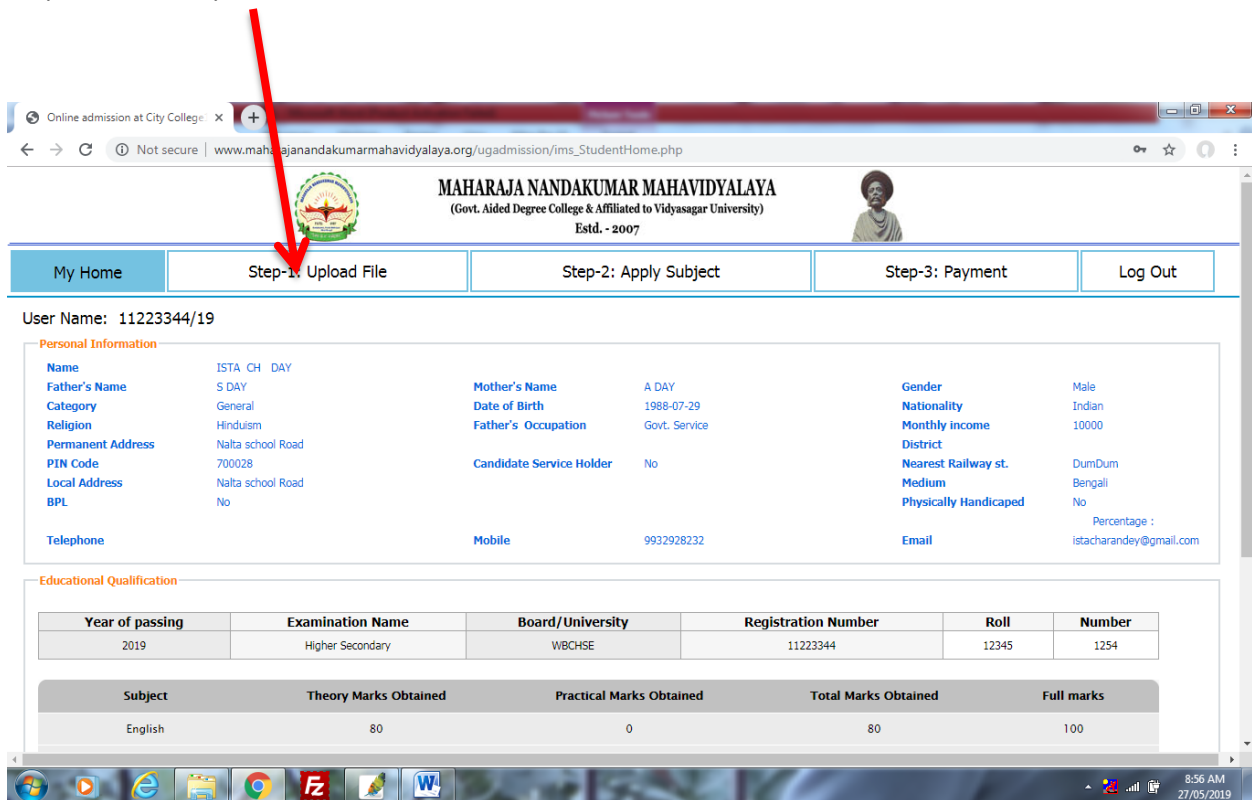 Online admission at City College
Not secure | www.maharajanandakumarmahavidyalaya.org/ugadmission/ims_StudentHome.php
MAHARAJA NANDAKUMAR MAHAVIDYALAYA
(Govt. Aided Degree College & Affiliated to Vidyasagar University)
Estd. - 2007
My Home Step-1: Upload File Step-2: Apply Subject Step-3: Payment Log Out
User Name: 11223344/19
Personal Information
Name ISTA CH DAY
Father's Name S DAY Mother's Name A DAY Gender Male
Category General Date of Birth 1988-07-29 Nationality Indian
Religion Hinduism Father's Occupation Govt. Service Monthly income 10000
Permanent Address Nalta school Road District
PIN Code 700028 Candidate Service Holder No Nearest Railway st. DumDum
Local Address Nalta school Road Medium Bengali
BPL No Physically Handicaped No
Percentage :
Telephone Mobile 9932928232 Email istacharandey@gmail.com
Educational Qualification
Year of passing Examination Name Board/University Registration Number Roll Number
2019 Higher Secondary WBCHSE 11223344 12345 1254
Subject Theory Marks Obtained Practical Marks Obtained Total Marks Obtained Full marks
English 80 0 80 100
8:56 AM
27/05/2019